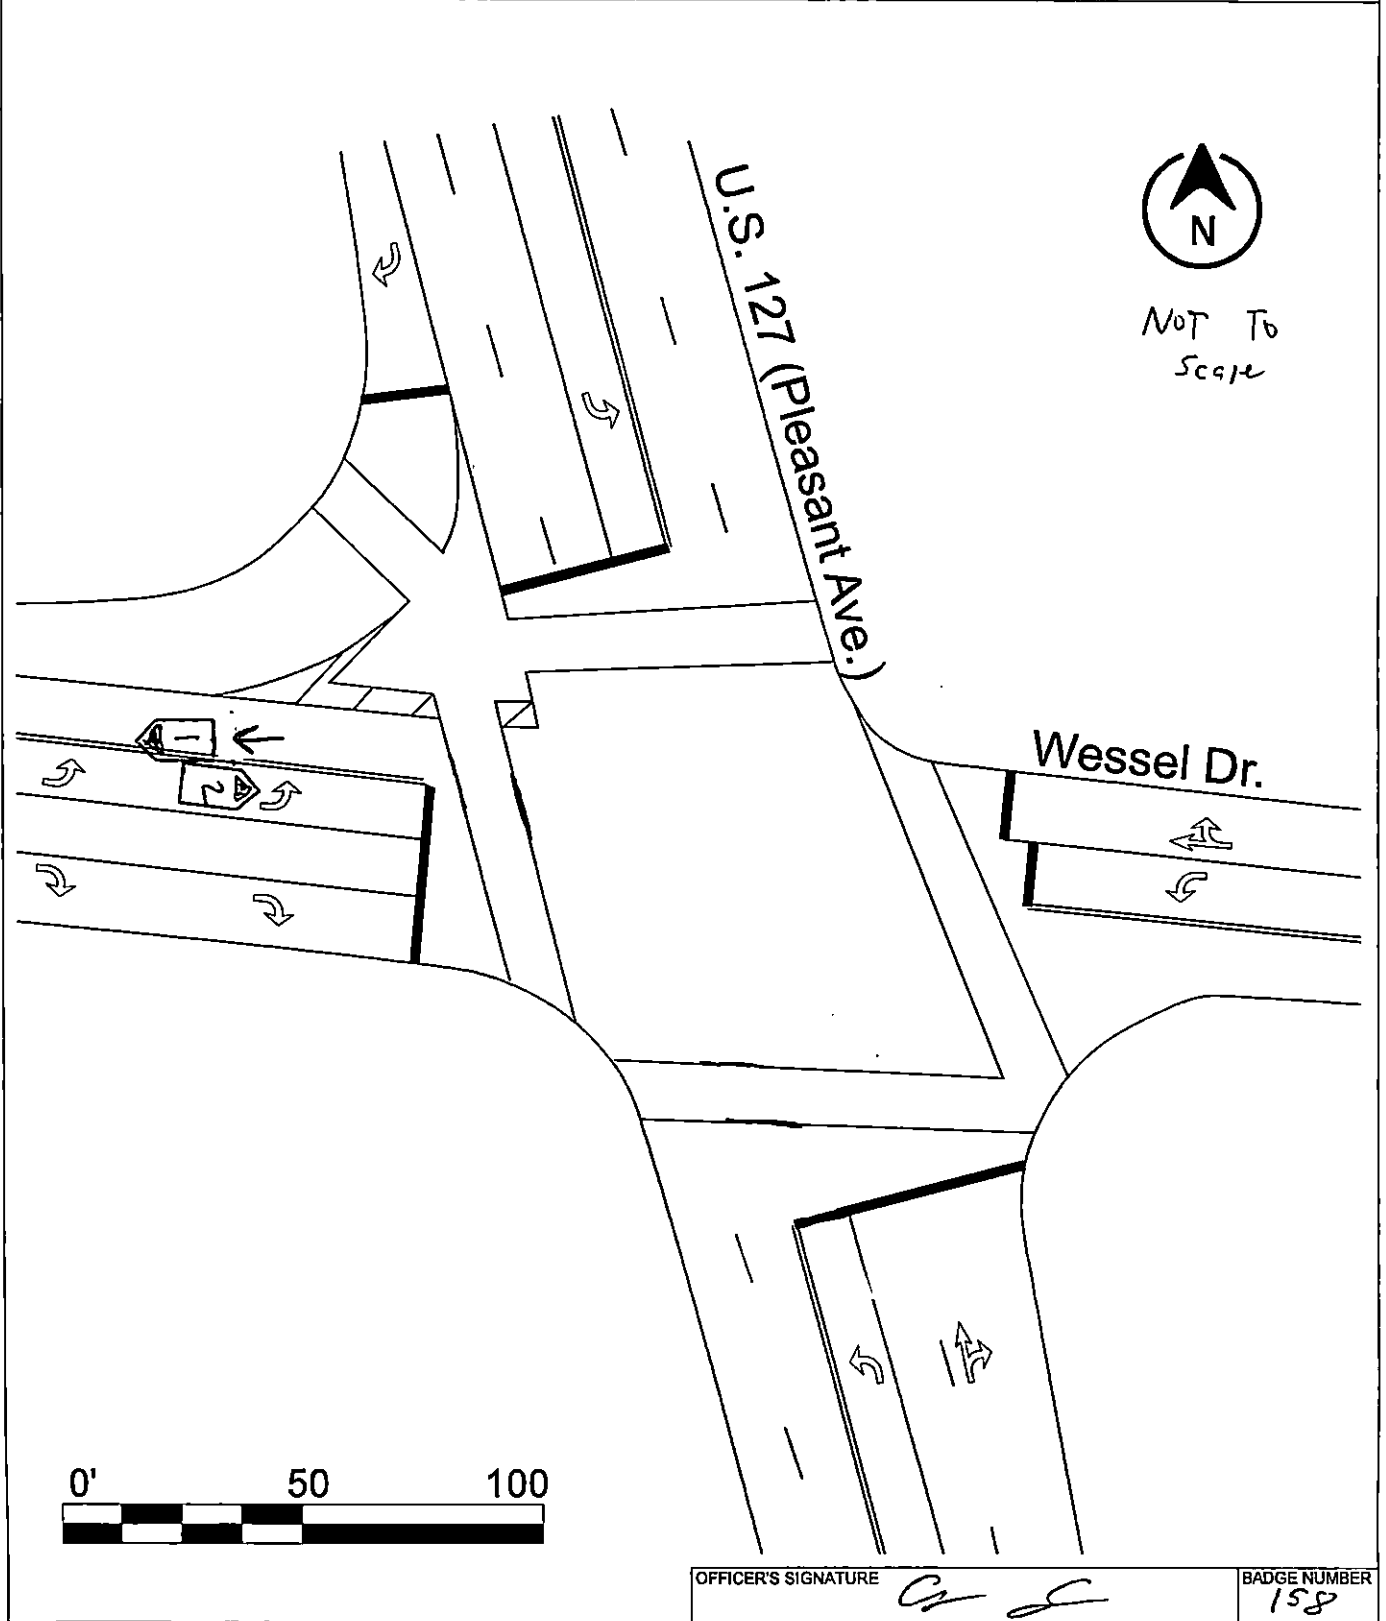 U.S. 127 (Pleasant Ave.)
N
NOT To
Scale
Wessel Dr.
1
2
0' 50 100
OFFICER'S SIGNATURE
BADGE NUMBER
158